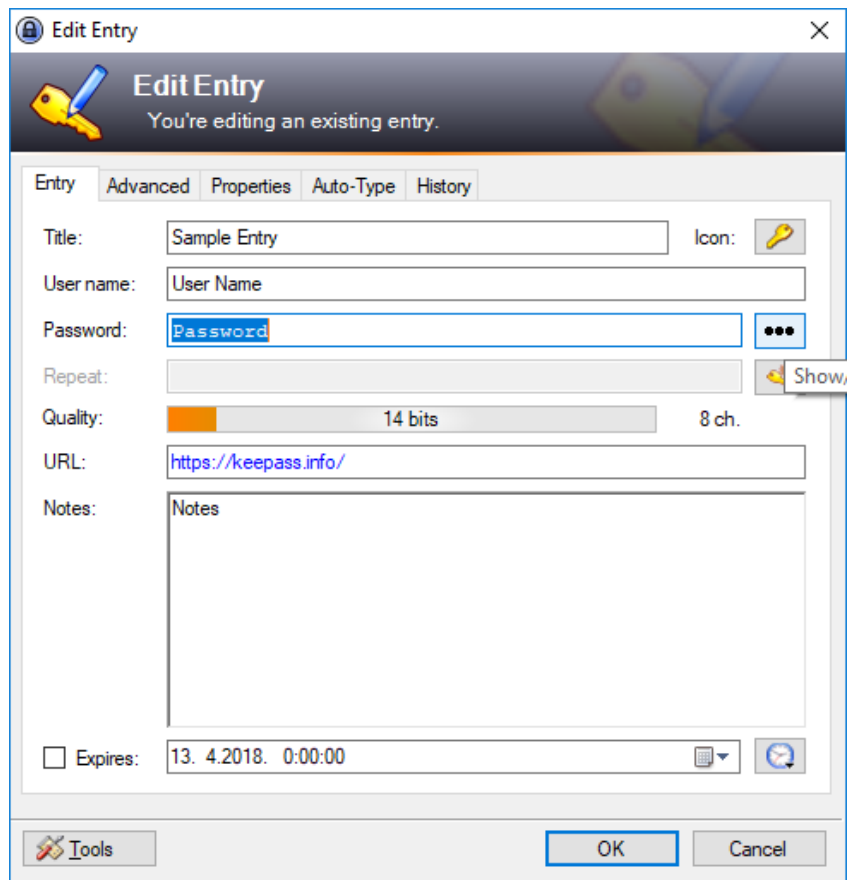 Edit Entry
Edit Entry
You're editing an existing entry.
Entry Advanced Properties Auto-Type History
Title: Sample Entry Icon:
User name: User Name
Password: Password
Repeat: Show/
Quality: 14 bits 8 ch.
URL: https://keepass.info/
Notes: Notes
Expires: 13. 4.2018. 0:00:00
Tools OK Cancel